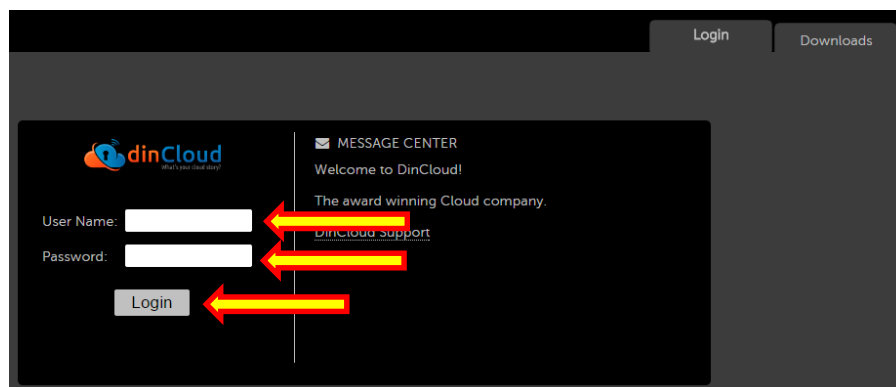 Login
Downloads
dinCloud
What's your cloud story?
User Name:
Password:
Login
MESSAGE CENTER
Welcome to DinCloud!
The award winning Cloud company.
DinCloud Support